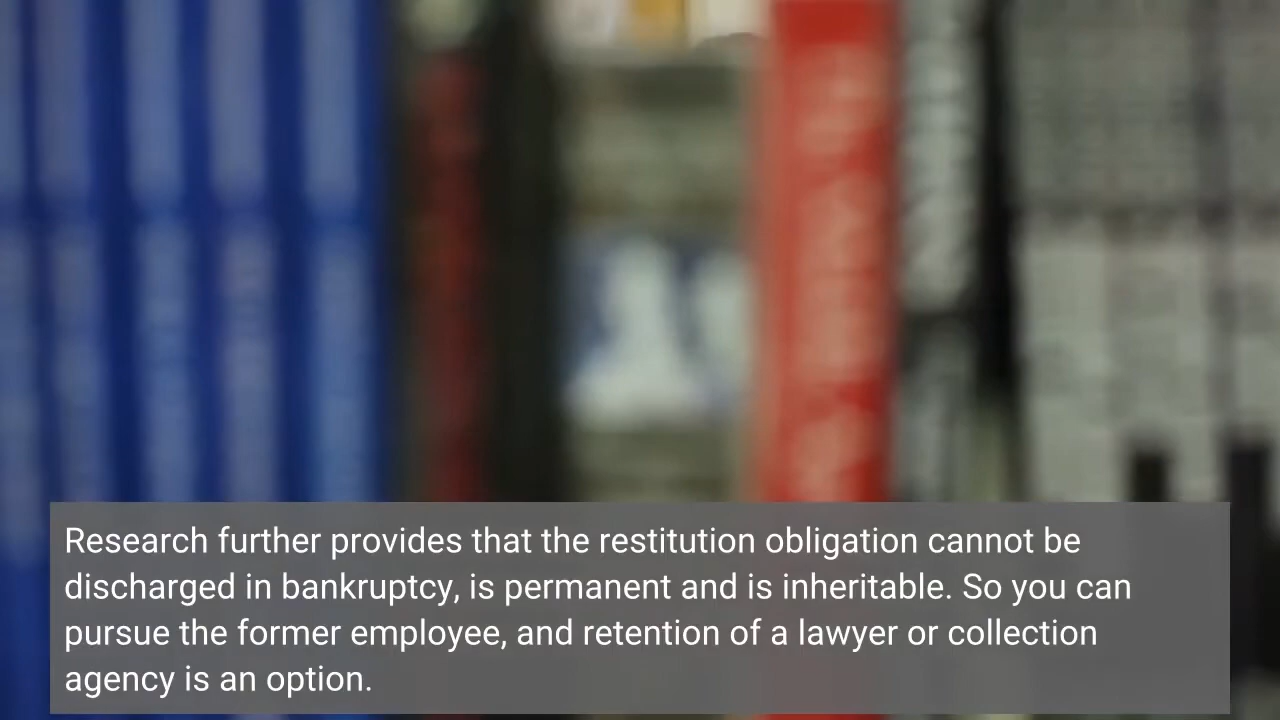 Research further provides that the restitution obligation cannot be
discharged in bankruptcy, is permanent and is inheritable. So you can
pursue the former employee, and retention of a lawyer or collection
agency is an option.